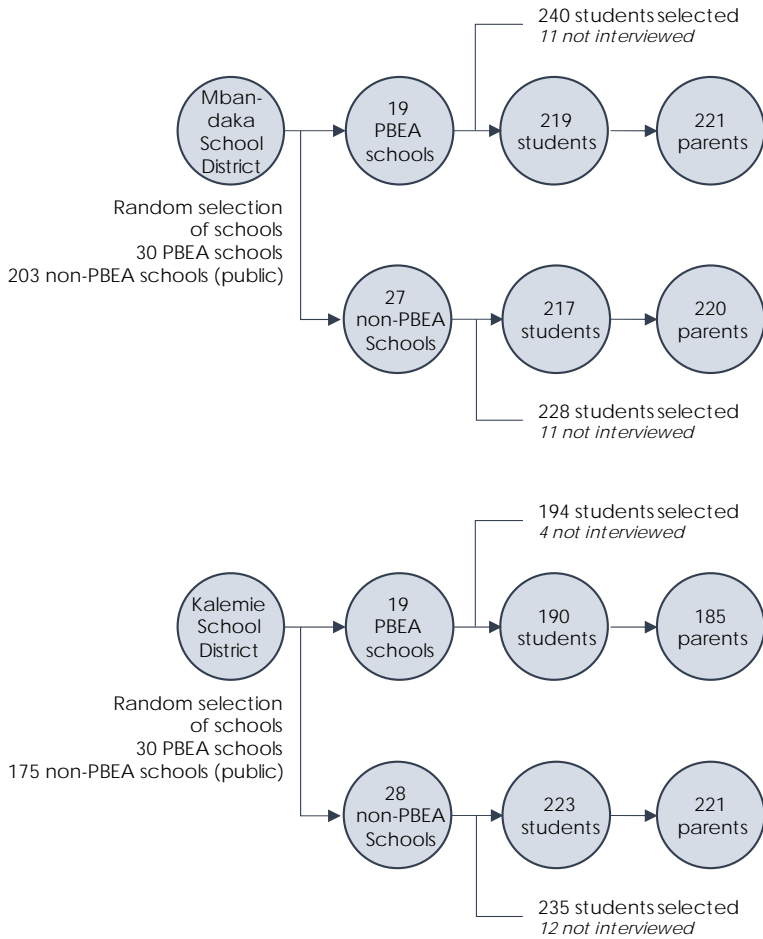 240 students selected
11 not interviewed
Mban-
daka
School
District
19
PBEA
schools
219
students
221
parents
Random selection
of schools
30 PBEA schools
203 non-PBEA schools (public)
27
non-PBEA
Schools
217
students
220
parents
228 students selected
11 not interviewed
194 students selected
4 not interviewed
Kalemie
School
District
19
PBEA
schools
190
students
185
parents
Random selection
of schools
30 PBEA schools
175 non-PBEA schools (public)
28
non-PBEA
Schools
223
students
221
parents
235 students selected
12 not interviewed